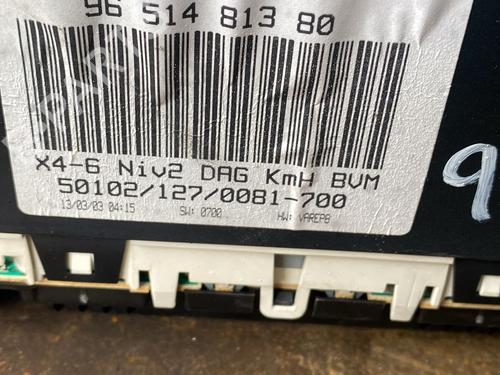 96 514 813 80
X4-6 Niv2 DAG KmH BVM
50102/127/0081-700
13/03/03 04:15 SW: 0700 HW: VAREP8
9